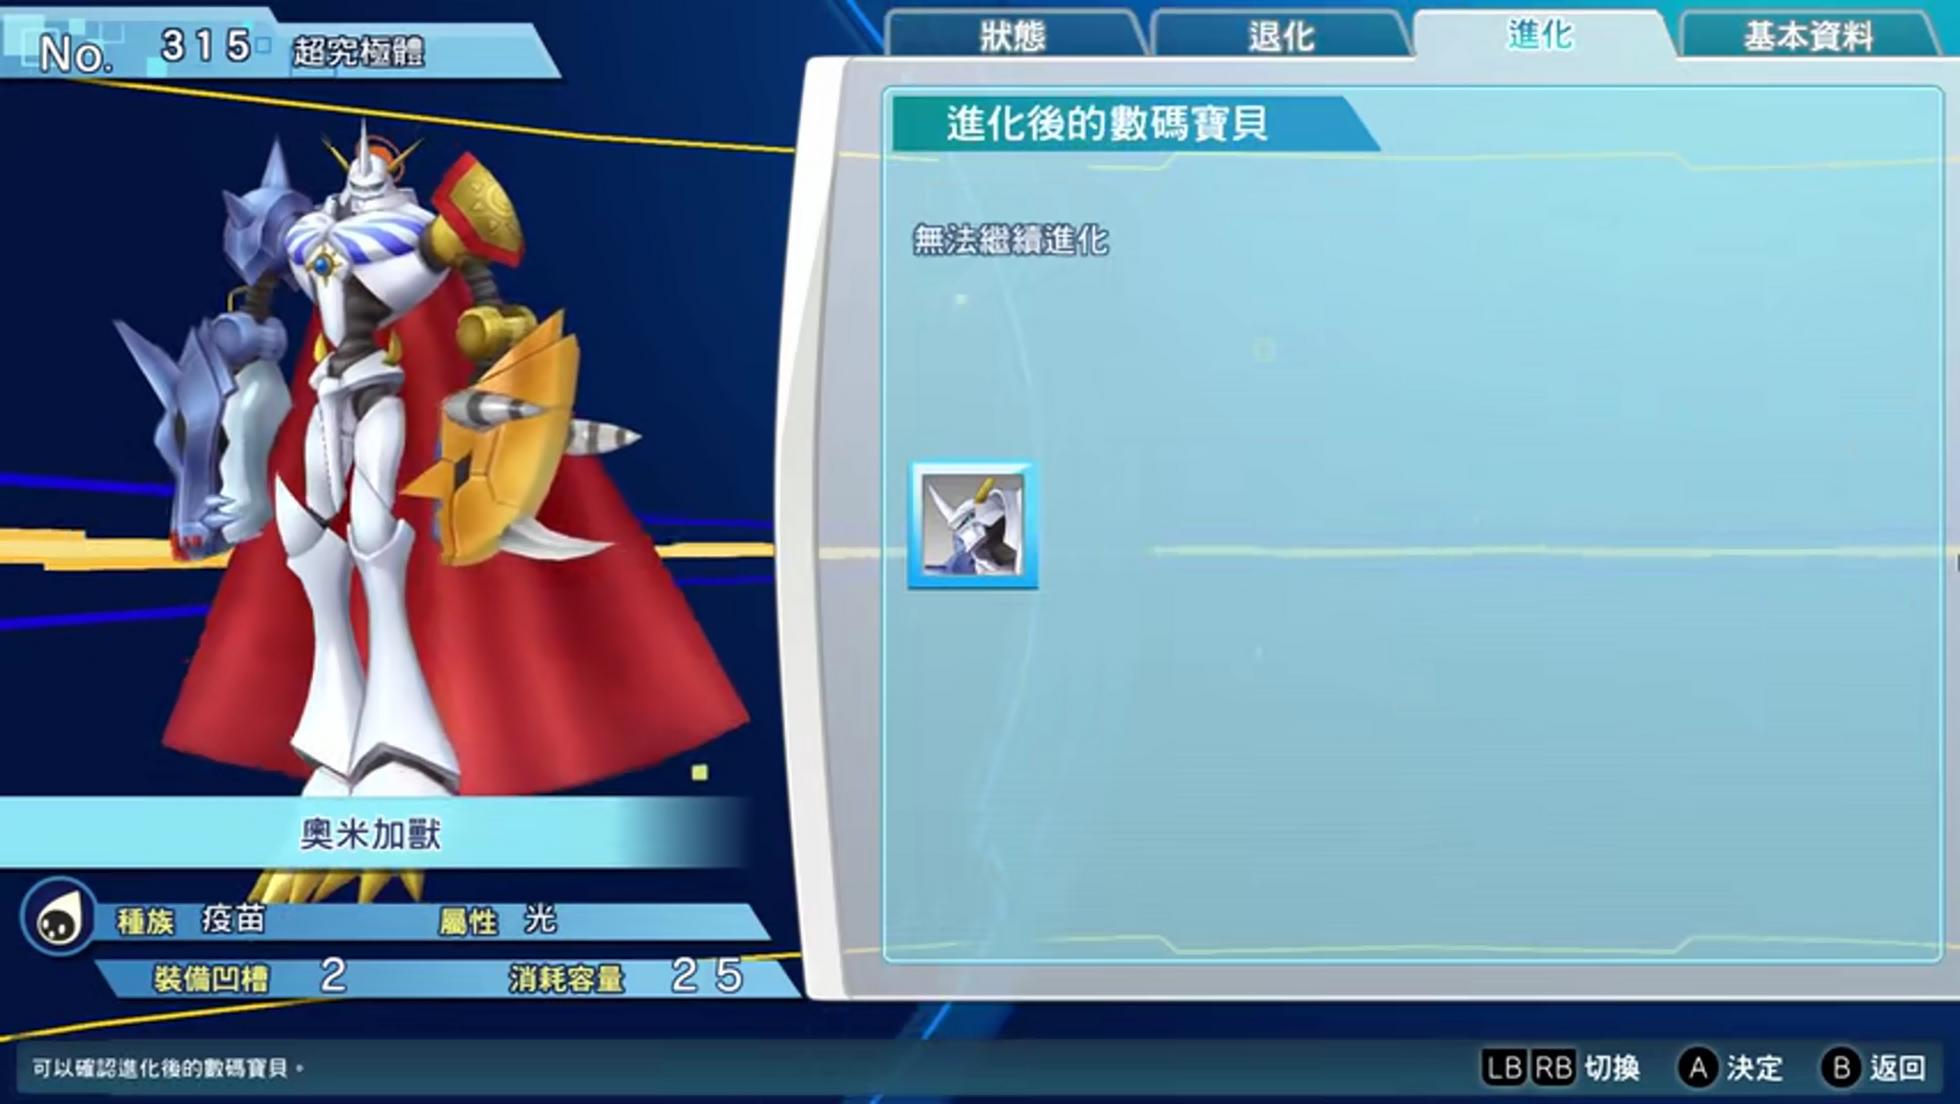 No. 315 超究極體
狀態 退化 進化 基本資料
進化後的數碼寶貝
無法繼續進化
奧米加獸
種族 疫苗 屬性 光
裝備凹槽 2 消耗容量 25
可以確認進化後的數碼寶貝。
LB RB 切換 A 決定 B 返回